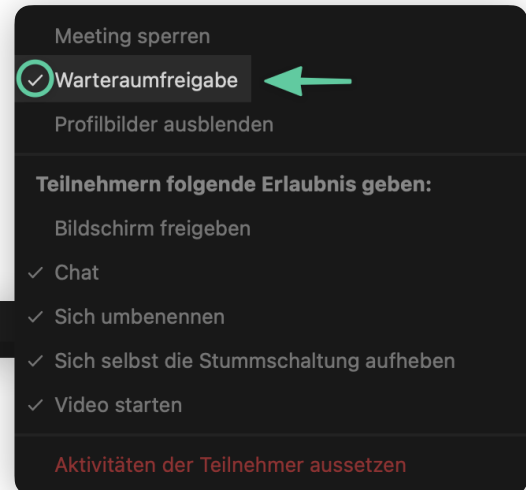 Meeting sperren
Warteraumfreigabe
Profilbilder ausblenden
Teilnehmern folgende Erlaubnis geben:
Bildschirm freigeben
Chat
Sich umbenennen
Sich selbst die Stummschaltung aufheben
Video starten
Aktivitäten der Teilnehmer aussetzen